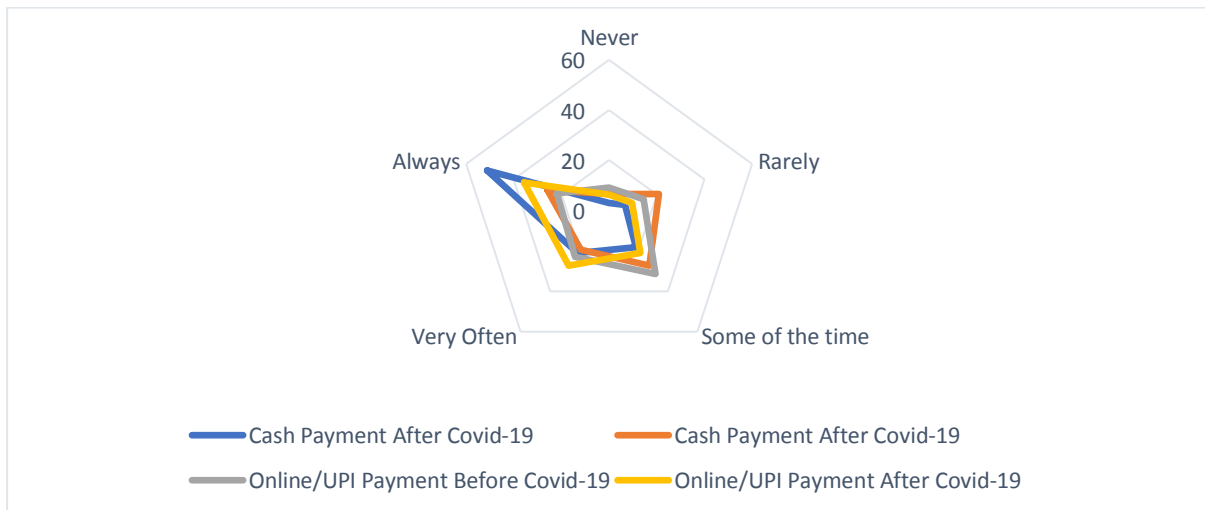 Never
60
40
20
0
Always
Rarely
Very Often
Some of the time
Cash Payment After Covid-19
Cash Payment After Covid-19
Online/UPI Payment Before Covid-19
Online/UPI Payment After Covid-19